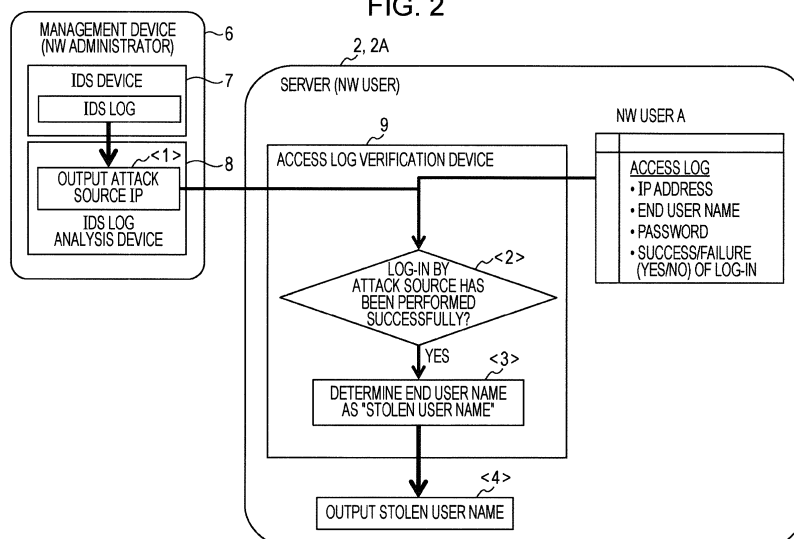 FIG. 2
MANAGEMENT DEVICE
(NW ADMINISTRATOR)
6
IDS DEVICE
7
IDS LOG
<1>
8
OUTPUT ATTACK
SOURCE IP
IDS LOG
ANALYSIS DEVICE
2, 2A
SERVER (NW USER)
9
ACCESS LOG VERIFICATION DEVICE
NW USER A
ACCESS LOG
• IP ADDRESS
• END USER NAME
• PASSWORD
• SUCCESS/FAILURE
(YES/NO) OF LOG-IN
<2>
LOG-IN BY
ATTACK SOURCE HAS
BEEN PERFORMED
SUCCESSFULLY?
YES
<3>
DETERMINE END USER NAME
AS "STOLEN USER NAME"
<4>
OUTPUT STOLEN USER NAME